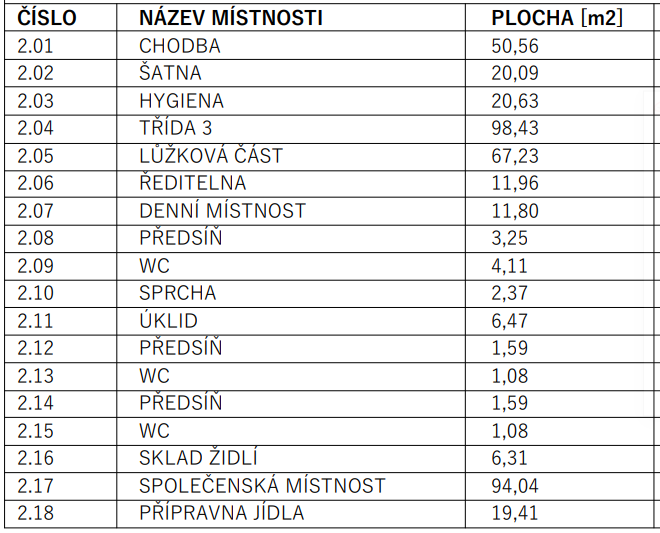 ČÍSLO NÁZEV MÍSTNOSTI PLOCHA [m2]
2.01 CHODBA 50,56
2.02 ŠATNA 20,09
2.03 HYGIENA 20,63
2.04 TŘÍDA 3 98,43
2.05 LŮŽKOVÁ ČÁST 67,23
2.06 ŘEDITELNA 11,96
2.07 DENNÍ MÍSTNOST 11,80
2.08 PŘEDSÍŇ 3,25
2.09 WC 4,11
2.10 SPRCHA 2,37
2.11 ÚKLID 6,47
2.12 PŘEDSÍŇ 1,59
2.13 WC 1,08
2.14 PŘEDSÍŇ 1,59
2.15 WC 1,08
2.16 SKLAD ŽIDLÍ 6,31
2.17 SPOLEČENSKÁ MÍSTNOST 94,04
2.18 PŘÍPRAVNA JÍDLA 19,41